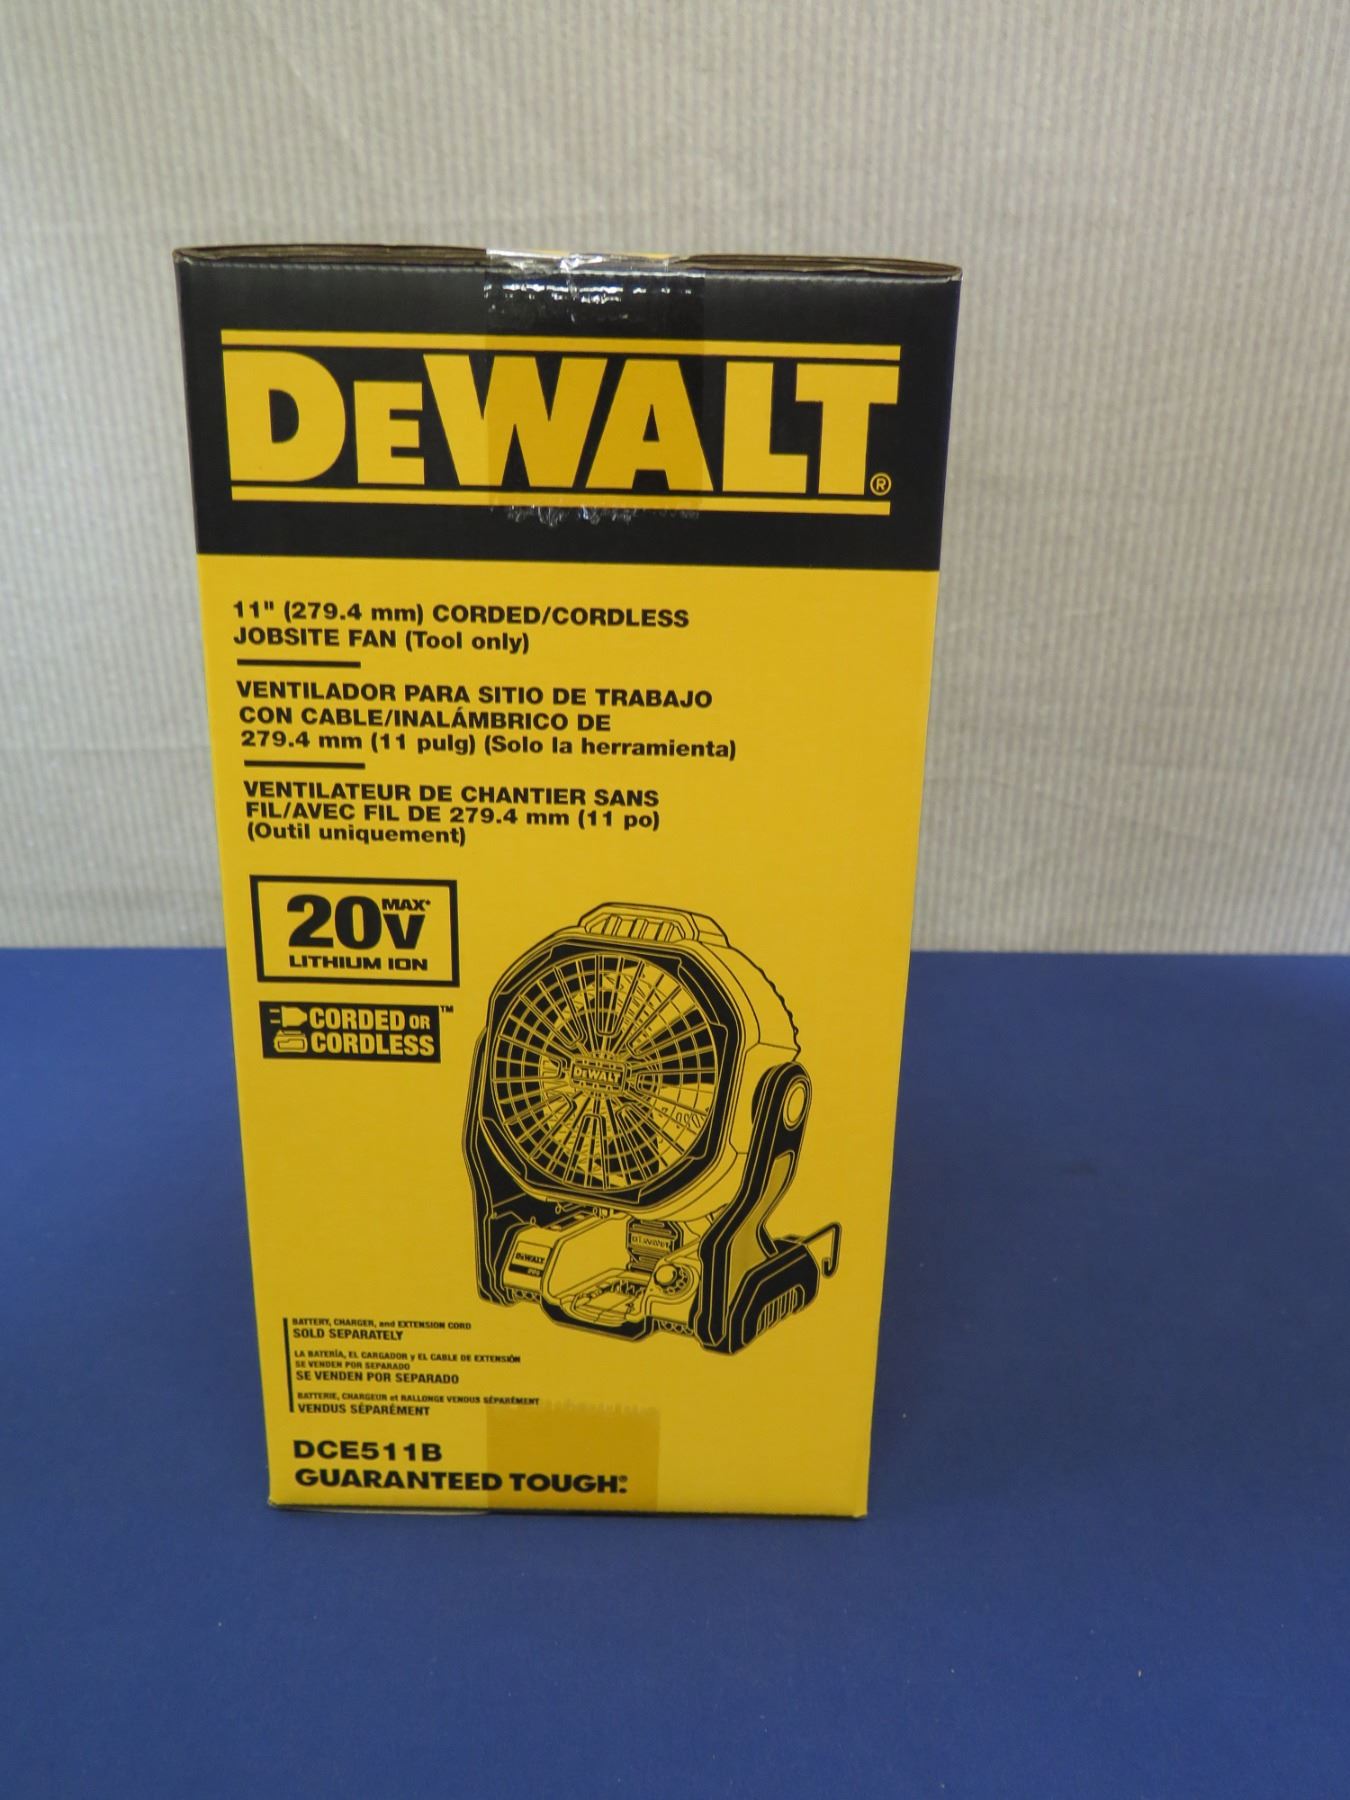 DEWALT®
11" (279.4 mm) CORDED/CORDLESS
JOBSITE FAN (Tool only)
VENTILADOR PARA SITIO DE TRABAJO
CON CABLE/INALÁMBRICO DE
279.4 mm (11 pulg) (Solo la herramienta)
VENTILATEUR DE CHANTIER SANS
FIL/AVEC FIL DE 279.4 mm (11 po)
(Outil uniquement)
20V MAX*
LITHIUM ION
CORDED OR ™
CORDLESS
DEWALT
DEWALT
DEWALT
BATTERY, CHARGER, and EXTENSION CORD
SOLD SEPARATELY
LA BATERÍA, EL CARGADOR y EL CABLE DE EXTENSIÓN
SE VENDEN POR SEPARADO
SE VENDEN POR SEPARADO
BATTERIE, CHARGEUR et RALLONGE VENDUS SÉPARÉMENT
VENDUS SÉPARÉMENT
DCE511B
GUARANTEED TOUGH®.